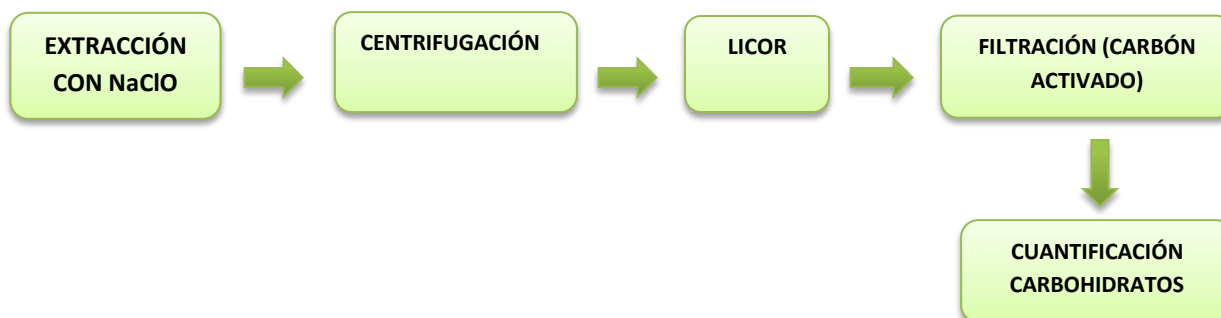 EXTRACCIÓN
CON NaClO
CENTRIFUGACIÓN
LICOR
FILTRACIÓN (CARBÓN
ACTIVADO)
CUANTIFICACIÓN
CARBOHIDRATOS